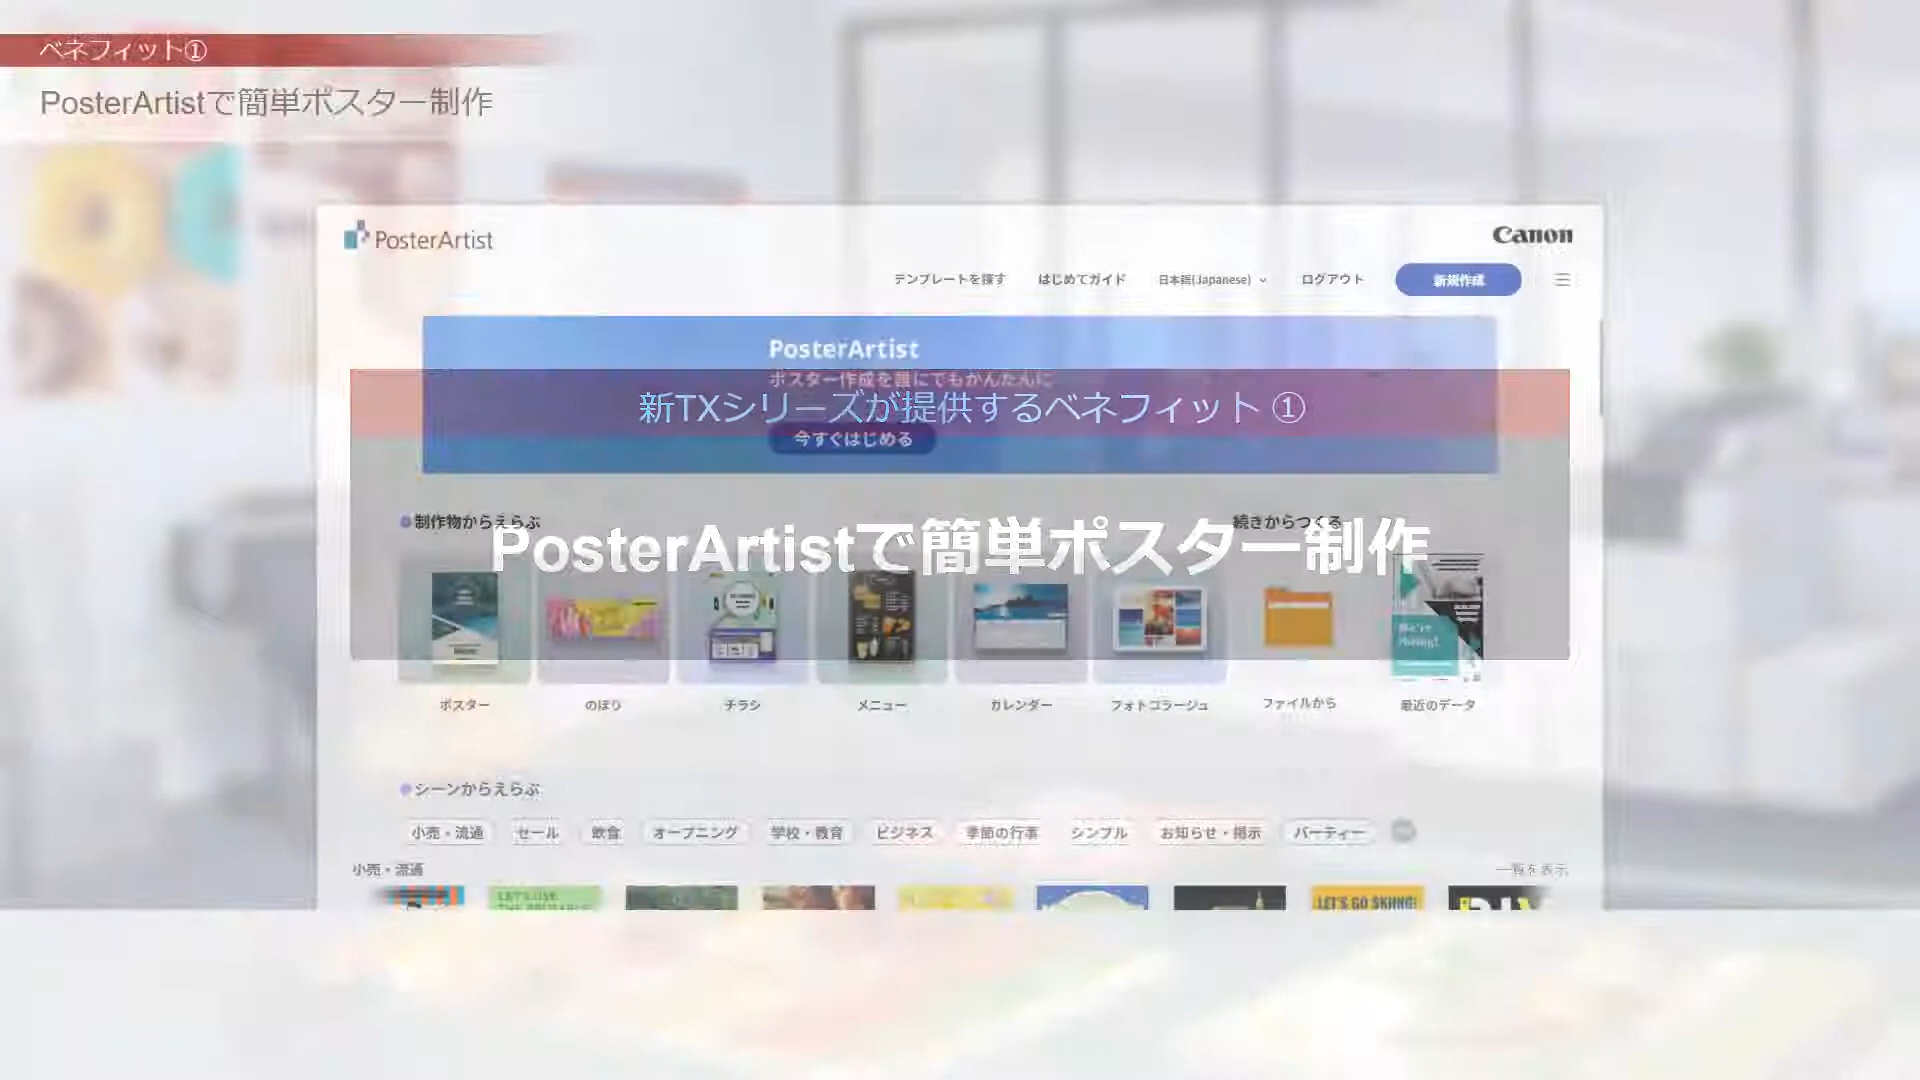 ベネフィット①
PosterArtistで簡単ポスター制作
PosterArtist
Canon
テンプレートを探す はじめてガイド 日本語(Japanese) ログアウト 新規作成
PosterArtist
ポスター作成を誰にでもかんたんに
新TXシリーズが提供するベネフィット ①
今すぐはじめる
制作物からえらぶ 続きからつくる
PosterArtistで簡単ポスター制作
We're Hiring!
ポスター のぼり チラシ メニュー カレンダー フォトコラージュ ファイルから 最近のデータ
シーンからえらぶ
小売・流通 セール 飲食 オープニング 学校・教育 ビジネス 季節の行事 シンプル お知らせ・掲示 パーティー
小売・流通 一覧を表示
LET'S USE
LET'S GO SKIING!